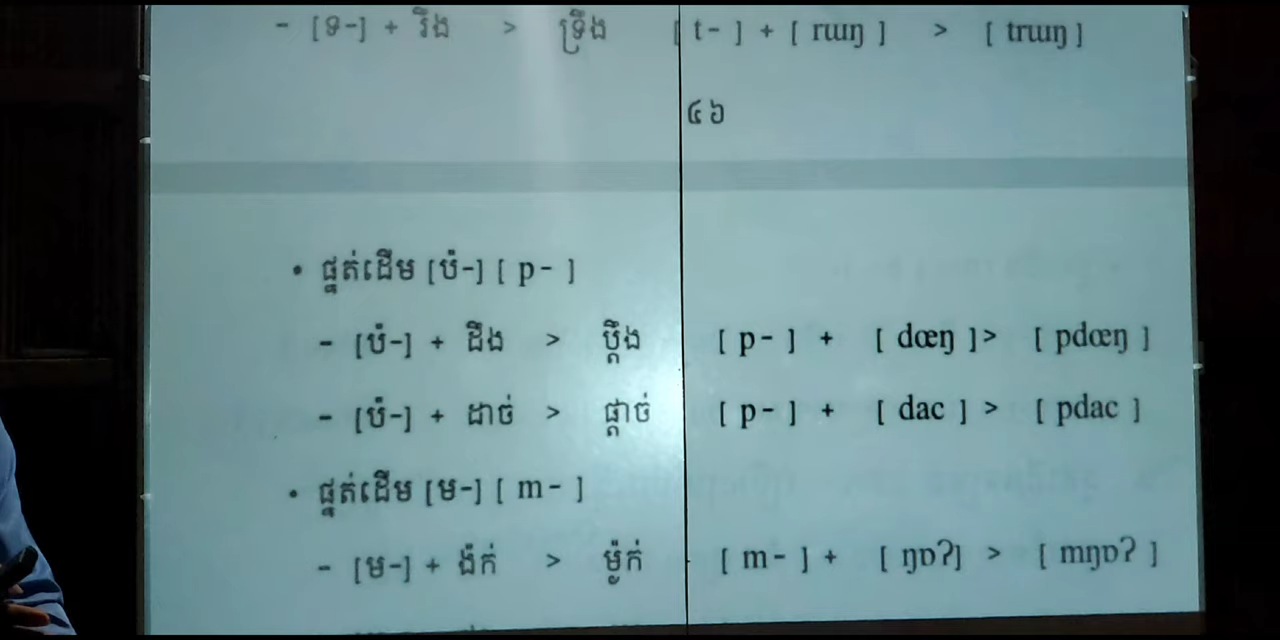 - [ទ-] + រឹង > ទ្រឹង [ t- ] + [ rɯŋ ] > [ trɯŋ ]
៤៦
• ផ្នត់ដើម [ប៉-] [ p- ]
- [ប៉-] + ដឹង > ប្ដឹង [ p- ] + [ dœŋ ]> [ pdœŋ ]
- [ប៉-] + ដាច់ > ផ្ដាច់ [ p- ] + [ dac ] > [ pdac ]
• ផ្នត់ដើម [ម-] [ m- ]
- [ម-] + ង៉ក់ > ម៉្ងក់ [ m- ] + [ ŋɒʔ] > [ mŋɒʔ ]